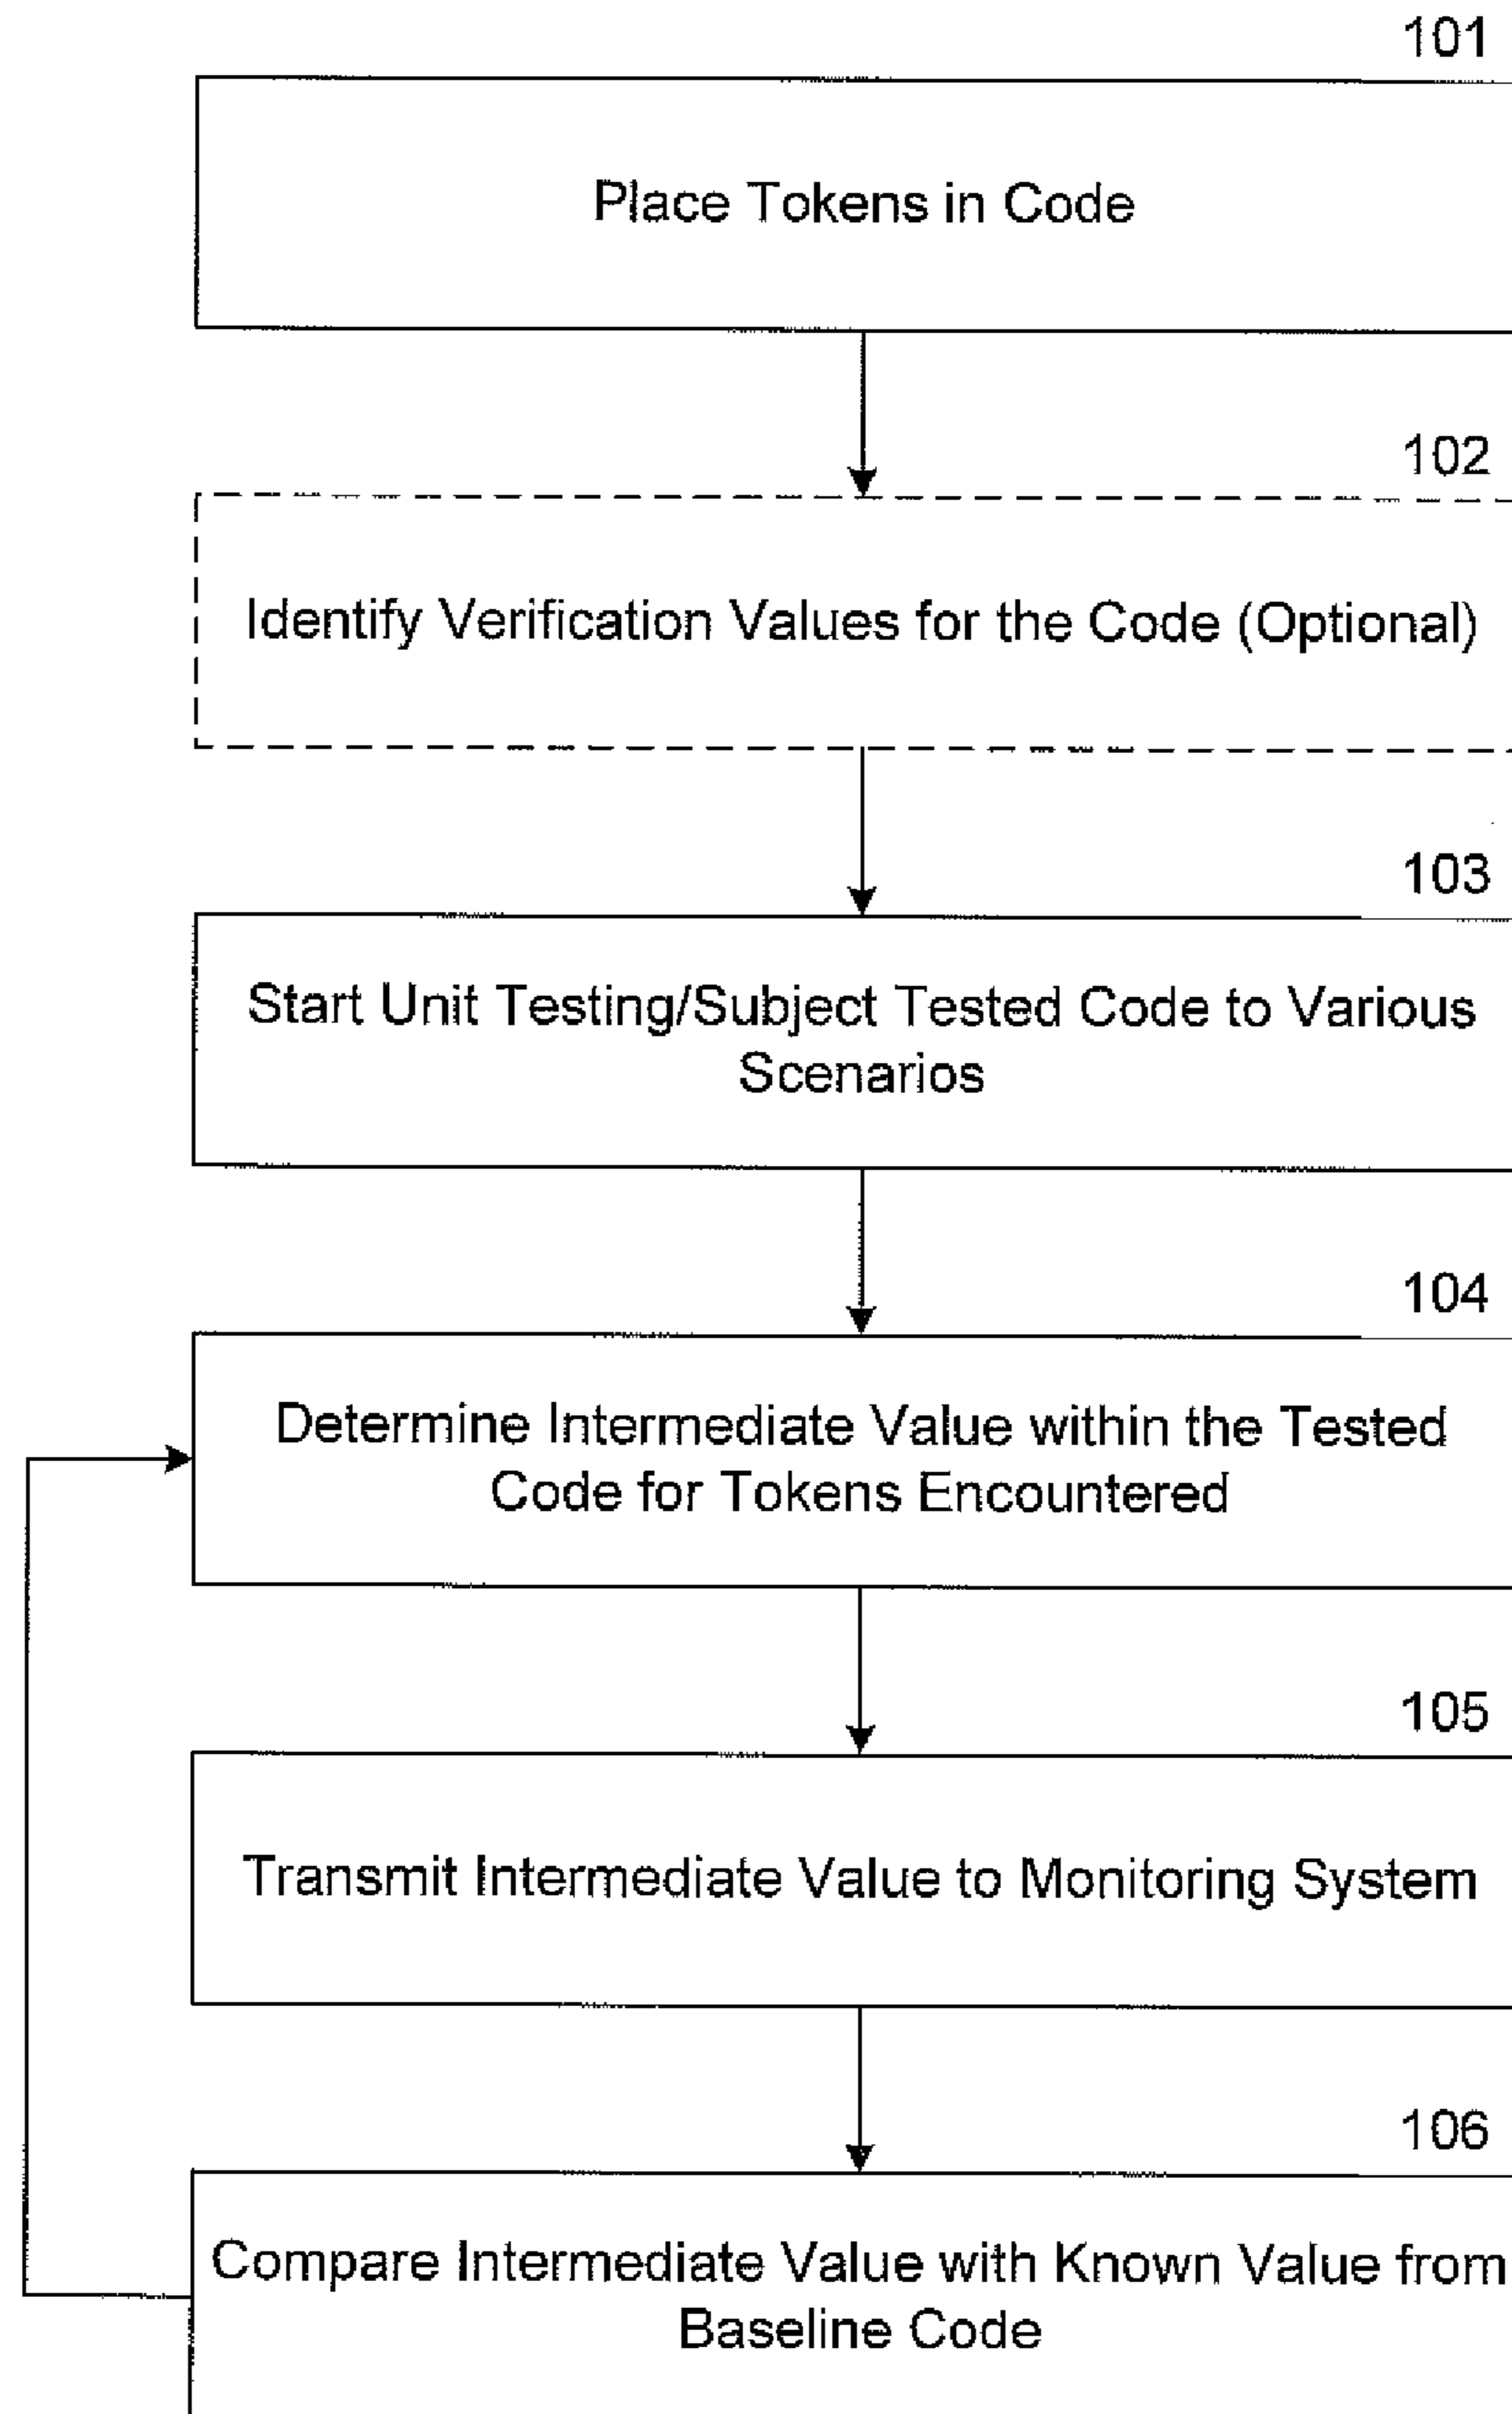 101
Place Tokens in Code
102
Identify Verification Values for the Code (Optional)
103
Start Unit Testing/Subject Tested Code to Various
Scenarios
104
Determine Intermediate Value within the Tested
Code for Tokens Encountered
105
Transmit Intermediate Value to Monitoring System
106
Compare Intermediate Value with Known Value from
Baseline Code